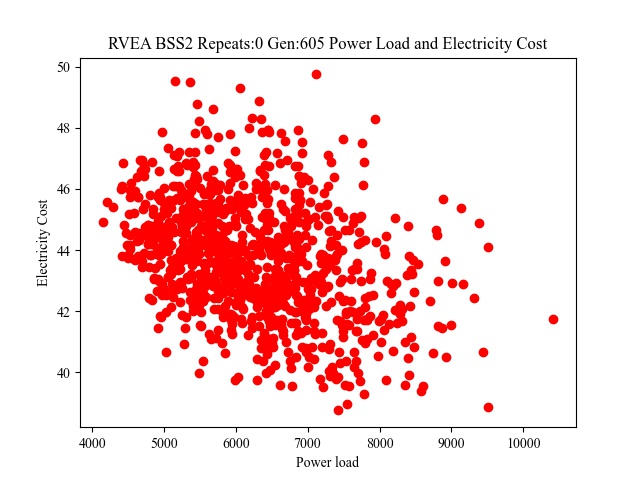 RVEA BSS2 Repeats:0 Gen:605 Power Load and Electricity Cost
50
48
46
44
42
40
Electricity Cost
4000 5000 6000 7000 8000 9000 10000
Power load